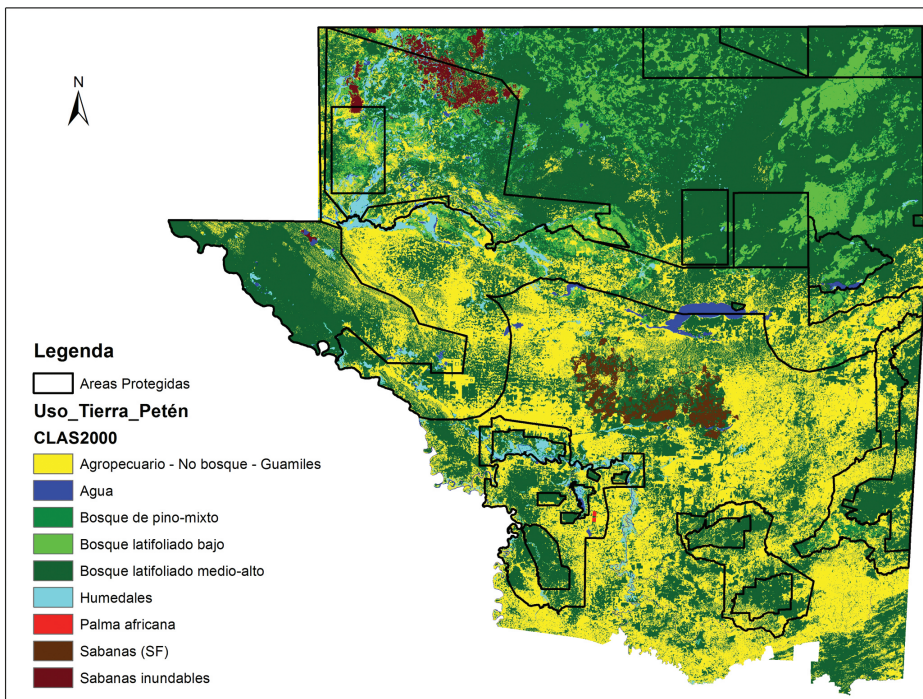 N
Legenda
Areas Protegidas
Uso_Tierra_Petén
CLAS2000
Agropecuario - No bosque - Guamiles
Agua
Bosque de pino-mixto
Bosque latifoliado bajo
Bosque latifoliado medio-alto
Humedales
Palma africana
Sabanas (SF)
Sabanas inundables